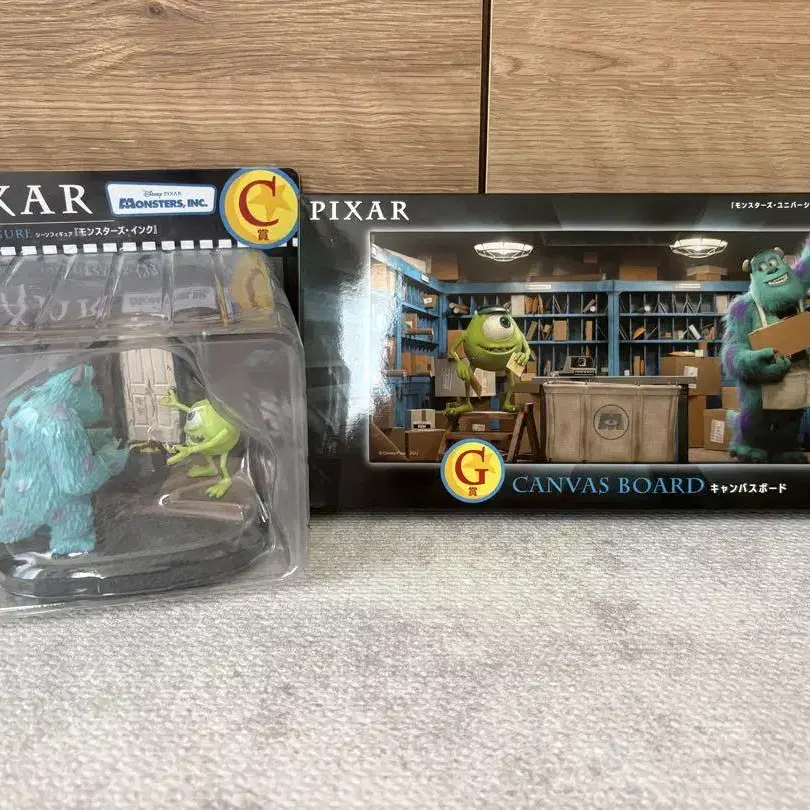 XAR
Disney PIXAR
MONSTERS, INC.
C
賞
GURE シーンフィギュア『モンスターズ・インク』
PIXAR
『モンスターズ・ユニバーシ
G
賞
CANVAS BOARD キャンバスボード